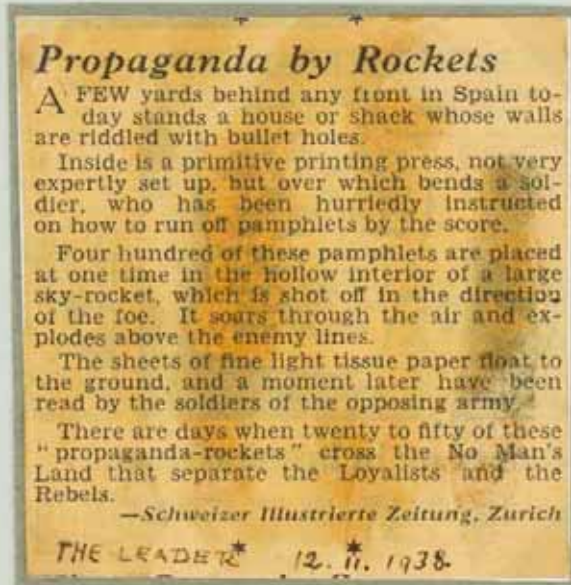 Propaganda by Rockets
A FEW yards behind any front in Spain to-
day stands a house or shack whose walls
are riddled with bullet holes.
Inside is a primitive printing press, not very
expertly set up, but over which bends a sol-
dier, who has been hurriedly instructed
on how to run off pamphlets by the score.
Four hundred of these pamphlets are placed
at one time in the hollow interior of a large
sky-rocket, which is shot off in the direction
of the foe. It soars through the air and ex-
plodes above the enemy lines.
The sheets of fine light tissue paper float to
the ground, and a moment later have been
read by the soldiers of the opposing army.
There are days when twenty to fifty of these
"propaganda-rockets" cross the No Man's
Land that separate the Loyalists and the
Rebels.
—Schweizer Illustrierte Zeitung, Zurich
THE LEADER 12. 11. 1938.